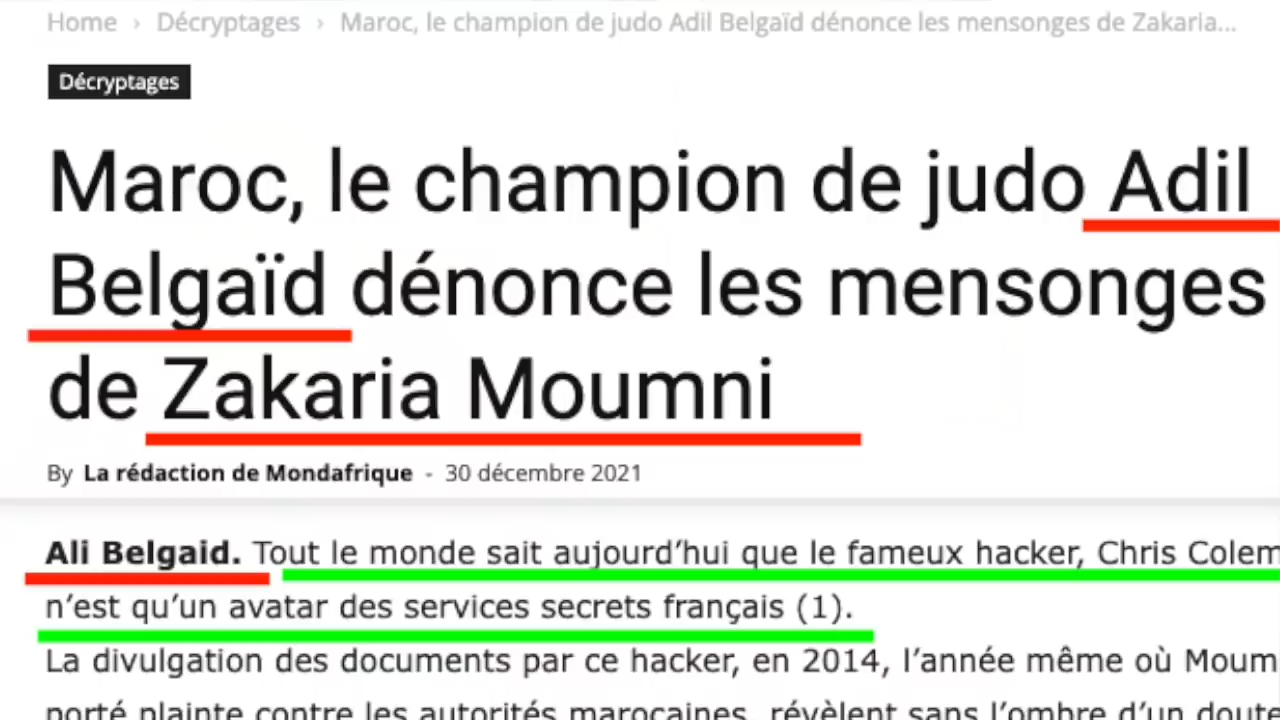 Home › Décryptages › Maroc, le champion de judo Adil Belgaïd dénonce les mensonges de Zakaria...
Décryptages
Maroc, le champion de judo Adil
Belgaïd dénonce les mensonges
de Zakaria Moumni
By La rédaction de Mondafrique - 30 décembre 2021
Ali Belgaid. Tout le monde sait aujourd’hui que le fameux hacker, Chris Colem
n’est qu’un avatar des services secrets français (1).
La divulgation des documents par ce hacker, en 2014, l’année même où Moum
porté plainte contre les autorités marocaines, révèlent sans l’ombre d’un doute